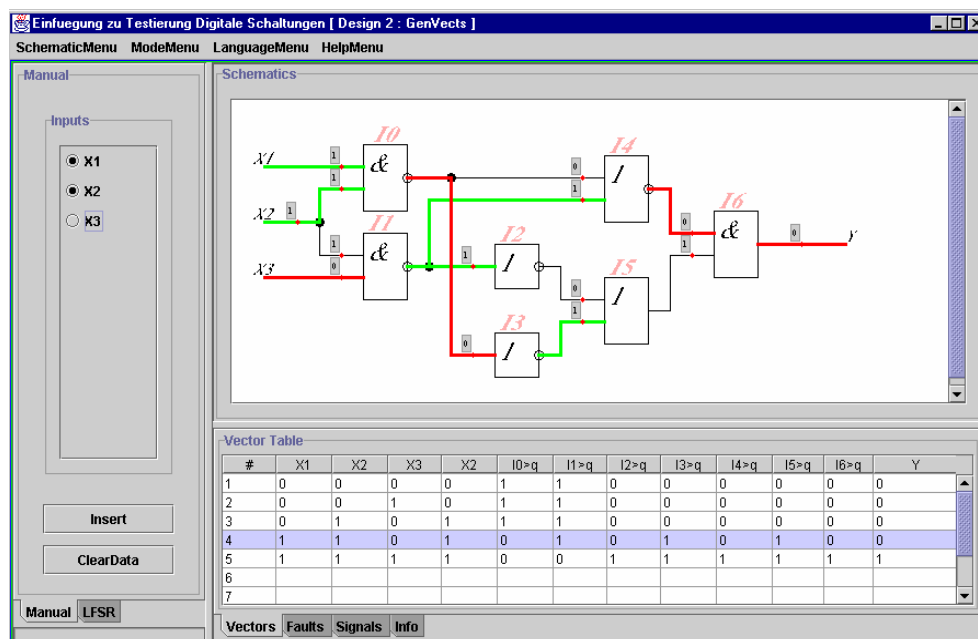 Einfuegung zu Testierung Digitale Schaltungen [ Design 2 : GenVects ]
SchematicMenu ModeMenu LanguageMenu HelpMenu
Manual
Inputs
X1
X2
X3
Insert
ClearData
Manual LFSR
Schematics
X1 1 I0 & 0 I4
1 1 1
X2 1 I6
1 I1 & I2 0 & 0 Y
0 1 1 1
X3 0 I5
1 1
I3
0 1
Vector Table
# X1 X2 X3 X2 I0>q I1>q I2>q I3>q I4>q I5>q I6>q Y
1 0 0 0 0 1 1 0 0 0 0 0 0
2 0 0 1 0 1 1 0 0 0 0 0 0
3 0 1 0 1 1 1 0 0 0 0 0 0
4 1 1 0 1 0 1 0 1 0 1 0 0
5 1 1 1 1 0 0 1 1 1 1 1 1
6
7
Vectors Faults Signals Info